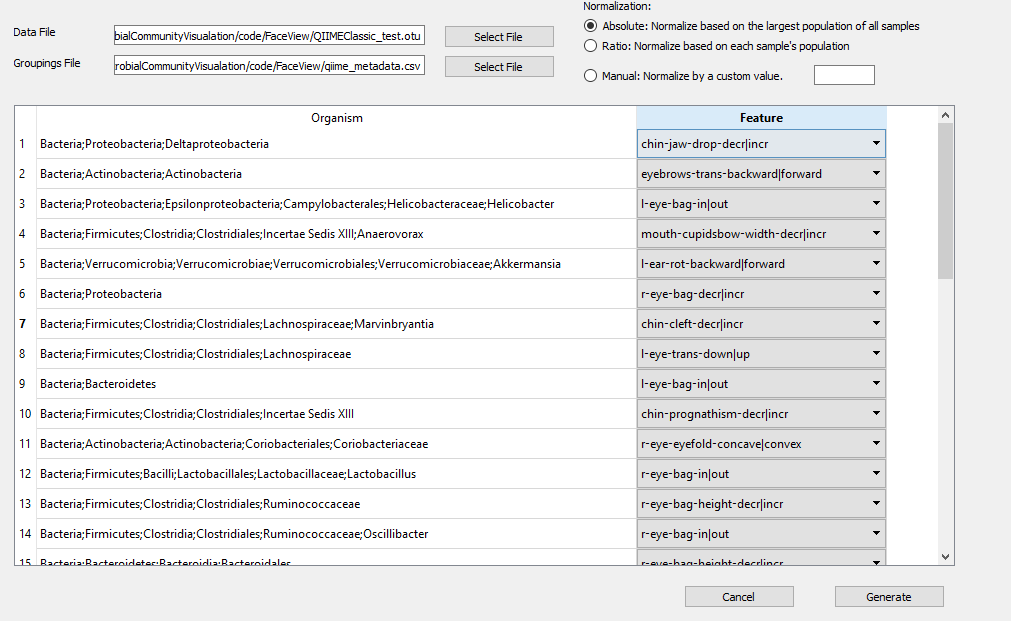 Normalization:
Data File
bialCommunityVisualation/code/FaceView/QIIMEClassic_test.otu
Select File
Absolute: Normalize based on the largest population of all samples
Ratio: Normalize based on each sample's population
Groupings File
robialCommunityVisualation/code/FaceView/qiime_metadata.csv
Select File
Manual: Normalize by a custom value.
Organism Feature
1 Bacteria;Proteobacteria;Deltaproteobacteria chin-jaw-drop-decr|incr
2 Bacteria;Actinobacteria;Actinobacteria eyebrows-trans-backward|forward
3 Bacteria;Proteobacteria;Epsilonproteobacteria;Campylobacterales;Helicobacteraceae;Helicobacter l-eye-bag-in|out
4 Bacteria;Firmicutes;Clostridia;Clostridiales;Incertae Sedis XIII;Anaerovorax mouth-cupidsbow-width-decr|incr
5 Bacteria;Verrucomicrobia;Verrucomicrobiae;Verrucomicrobiales;Verrucomicrobiaceae;Akkermansia l-ear-rot-backward|forward
6 Bacteria;Proteobacteria r-eye-bag-decr|incr
7 Bacteria;Firmicutes;Clostridia;Clostridiales;Lachnospiraceae;Marvinbryantia chin-cleft-decr|incr
8 Bacteria;Firmicutes;Clostridia;Clostridiales;Lachnospiraceae l-eye-trans-down|up
9 Bacteria;Bacteroidetes l-eye-bag-in|out
10 Bacteria;Firmicutes;Clostridia;Clostridiales;Incertae Sedis XIII chin-prognathism-decr|incr
11 Bacteria;Actinobacteria;Actinobacteria;Coriobacteriales;Coriobacteriaceae r-eye-eyefold-concave|convex
12 Bacteria;Firmicutes;Bacilli;Lactobacillales;Lactobacillaceae;Lactobacillus r-eye-bag-in|out
13 Bacteria;Firmicutes;Clostridia;Clostridiales;Ruminococcaceae r-eye-bag-height-decr|incr
14 Bacteria;Firmicutes;Clostridia;Clostridiales;Ruminococcaceae;Oscillibacter r-eye-bag-in|out
15 Bacteria;Bacteroidetes;Bacteroidia;Bacteroidales r-eye-bag-height-decr|incr
Cancel Generate